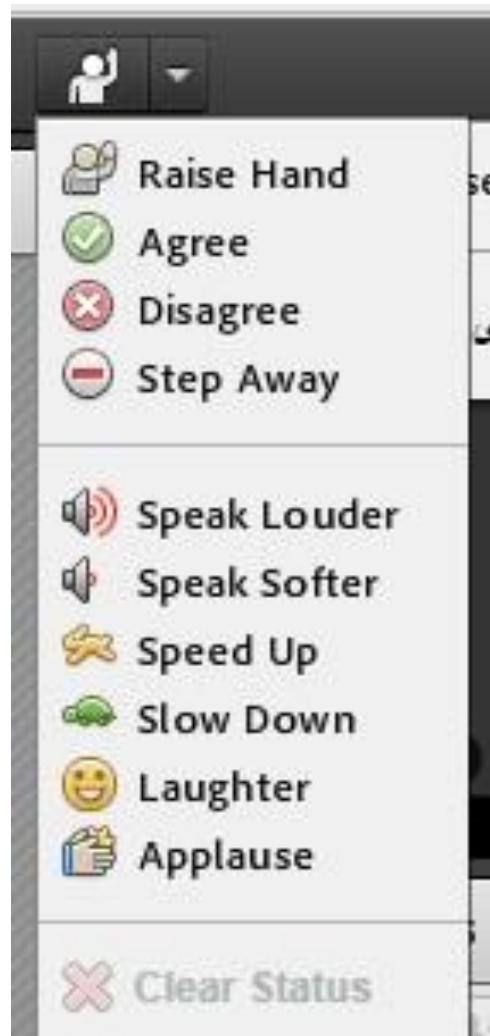 Raise Hand
Agree
Disagree
Step Away
Speak Louder
Speak Softer
Speed Up
Slow Down
Laughter
Applause
Clear Status